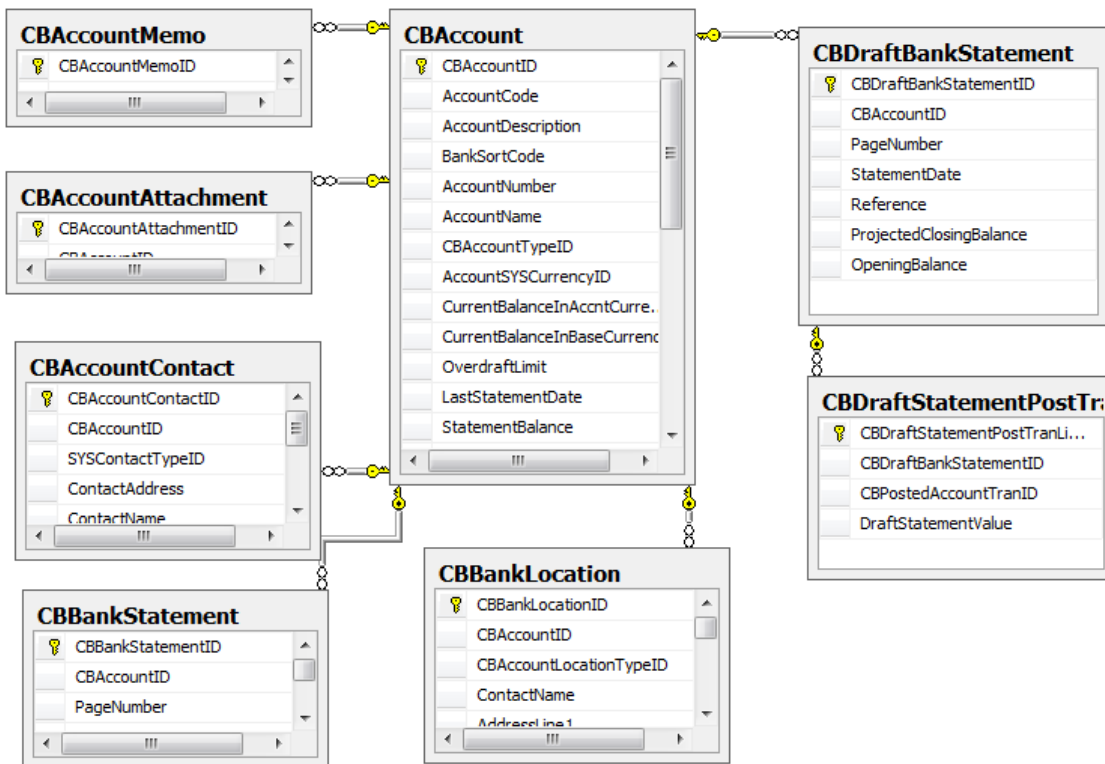 CBAccountMemo
CBAccountMemoID
CBAccountAttachment
CBAccountAttachmentID
CBAccountID
CBAccountContact
CBAccountContactID
CBAccountID
SYSContactTypeID
ContactAddress
ContactName
CBBankStatement
CBBankStatementID
CBAccountID
PageNumber
CBAccount
CBAccountID
AccountCode
AccountDescription
BankSortCode
AccountNumber
AccountName
CBAccountTypeID
AccountSYSCurrencyID
CurrentBalanceInAccntCurre...
CurrentBalanceInBaseCurrenc
OverdraftLimit
LastStatementDate
StatementBalance
CBBankLocation
CBBankLocationID
CBAccountID
CBAccountLocationTypeID
ContactName
AddressLine1
CBDraftBankStatement
CBDraftBankStatementID
CBAccountID
PageNumber
StatementDate
Reference
ProjectedClosingBalance
OpeningBalance
CBDraftStatementPostTra
CBDraftStatementPostTranLi...
CBDraftBankStatementID
CBPostedAccountTranID
DraftStatementValue